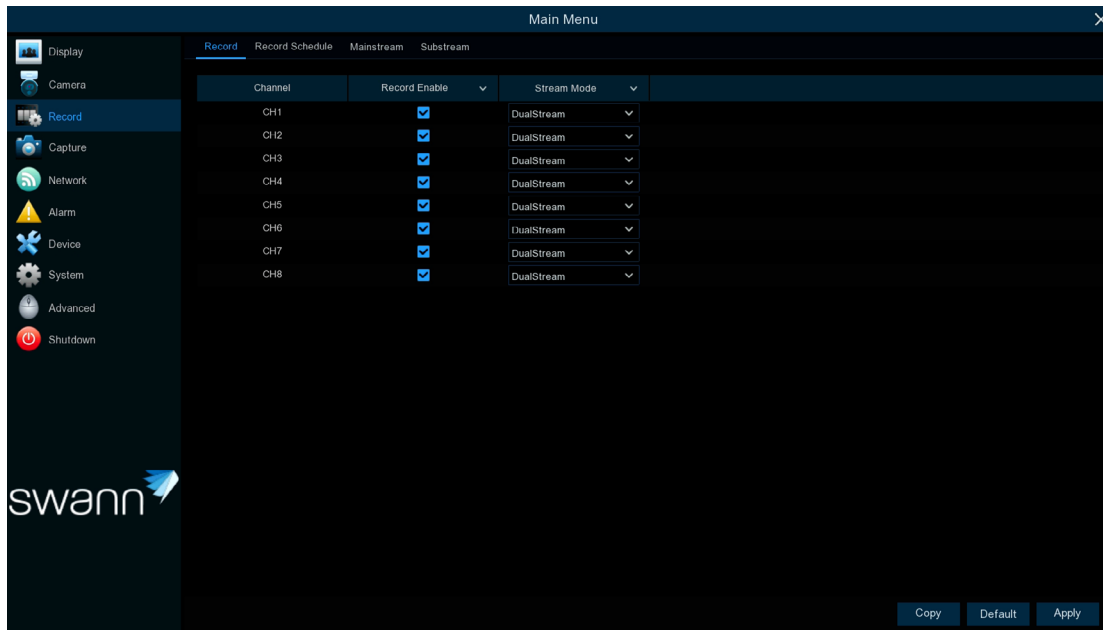 Main Menu
Display
Camera
Record
Capture
Network
Alarm
Device
System
Advanced
Shutdown
swann
Record Record Schedule Mainstream Substream
Channel Record Enable Stream Mode
CH1 DualStream
CH2 DualStream
CH3 DualStream
CH4 DualStream
CH5 DualStream
CH6 DualStream
CH7 DualStream
CH8 DualStream
Copy Default Apply